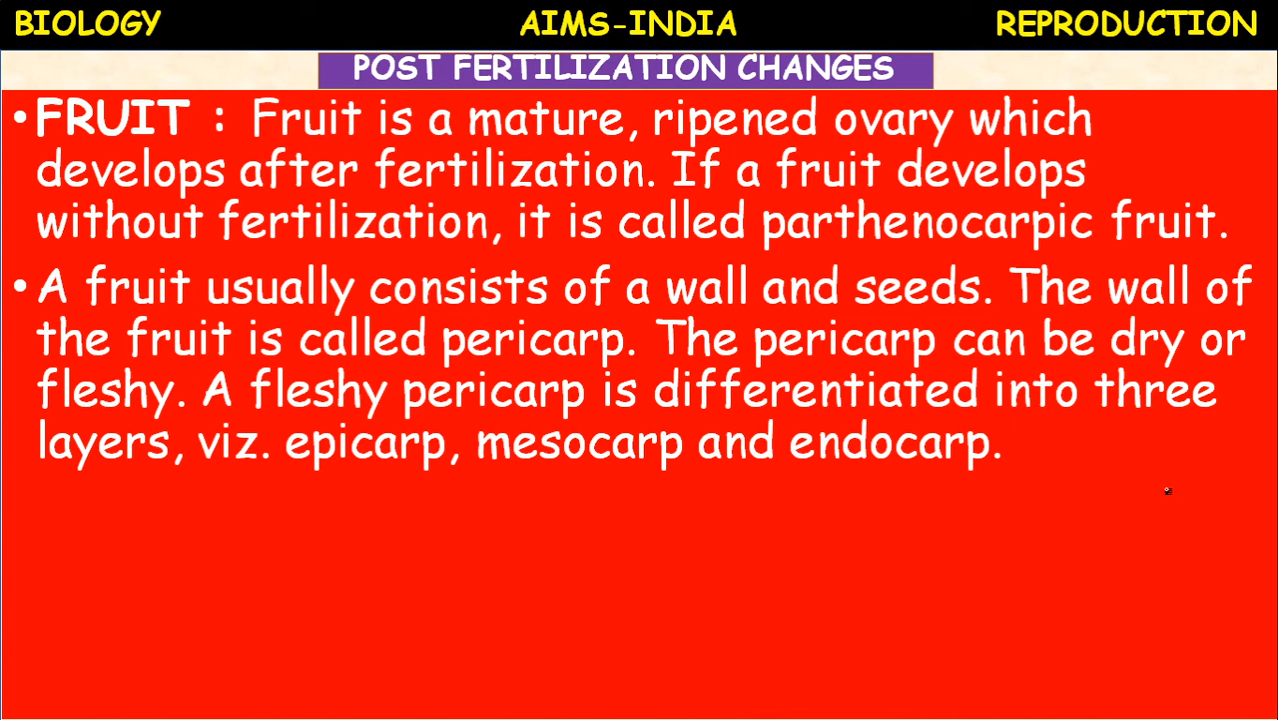 BIOLOGY AIMS-INDIA REPRODUCTION
POST FERTILIZATION CHANGES
• FRUIT : Fruit is a mature, ripened ovary which
develops after fertilization. If a fruit develops
without fertilization, it is called parthenocarpic fruit.
• A fruit usually consists of a wall and seeds. The wall of
the fruit is called pericarp. The pericarp can be dry or
fleshy. A fleshy pericarp is differentiated into three
layers, viz. epicarp, mesocarp and endocarp.